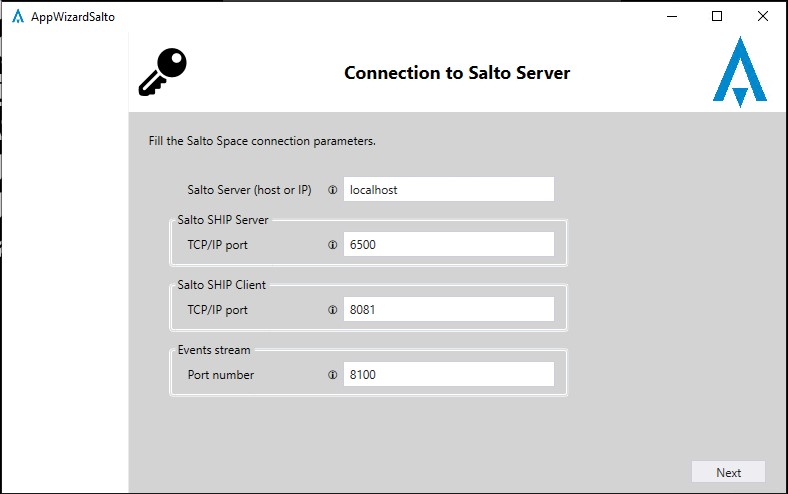 AppWizardSalto
Connection to Salto Server
Fill the Salto Space connection parameters.
Salto Server (host or IP) localhost
Salto SHIP Server
TCP/IP port 6500
Salto SHIP Client
TCP/IP port 8081
Events stream
Port number 8100
Next